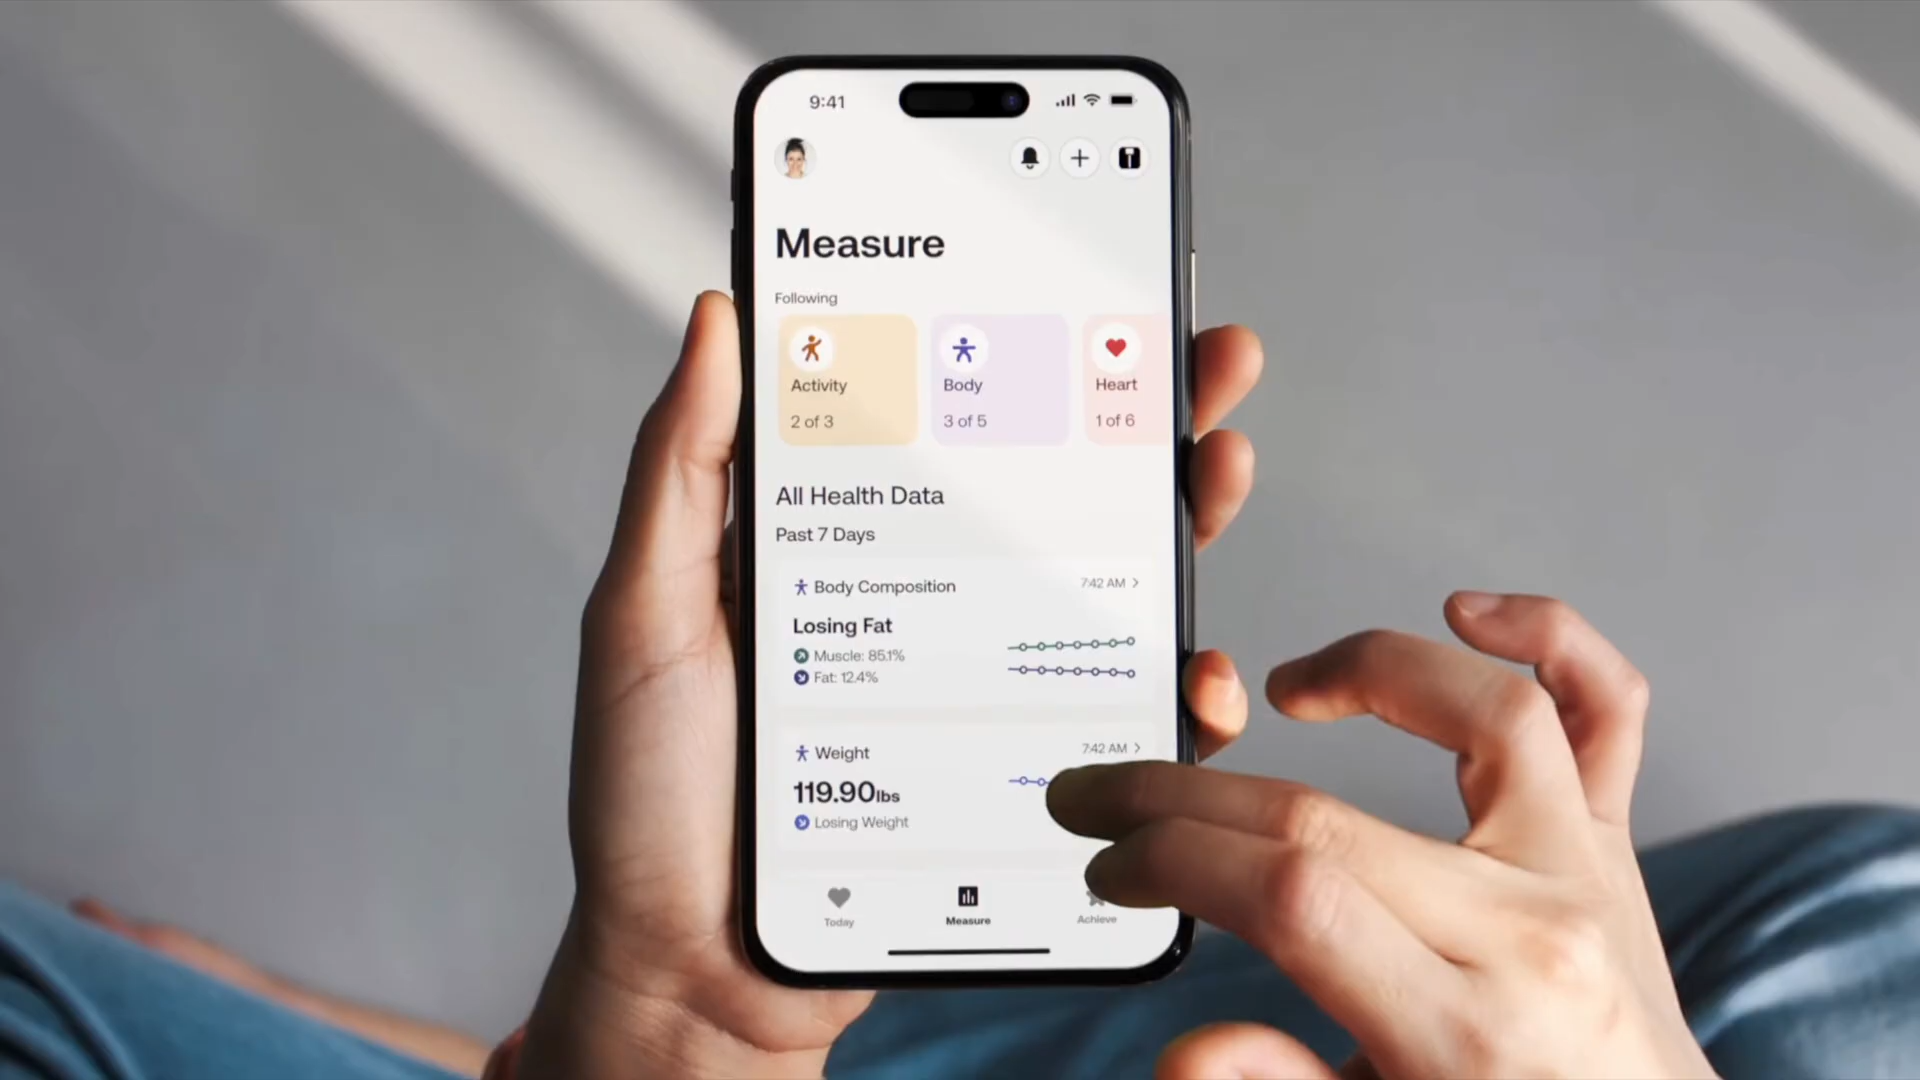 9:41
Measure
Following
Activity
2 of 3
Body
3 of 5
Heart
1 of 6
All Health Data
Past 7 Days
Body Composition
7:42 AM
Losing Fat
Muscle: 85.1%
Fat: 12.4%
Weight
7:42 AM
119.90lbs
Losing Weight
Today
Measure
Achieve